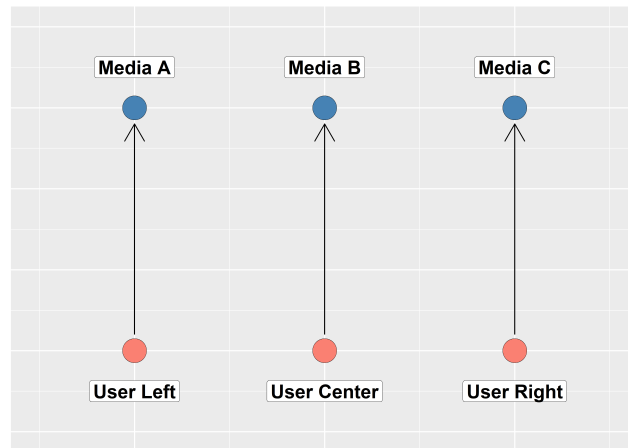 Media A
Media B
Media C
User Left
User Center
User Right